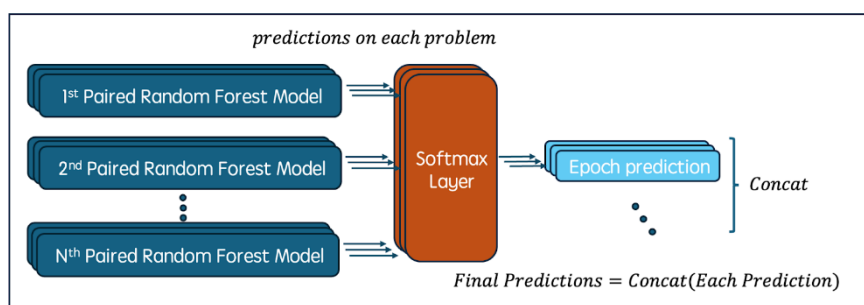 predictions on each problem
1st Paired Random Forest Model
2nd Paired Random Forest Model
Nth Paired Random Forest Model
Softmax
Layer
Epoch prediction
Concat
Final Predictions = Concat(Each Prediction)